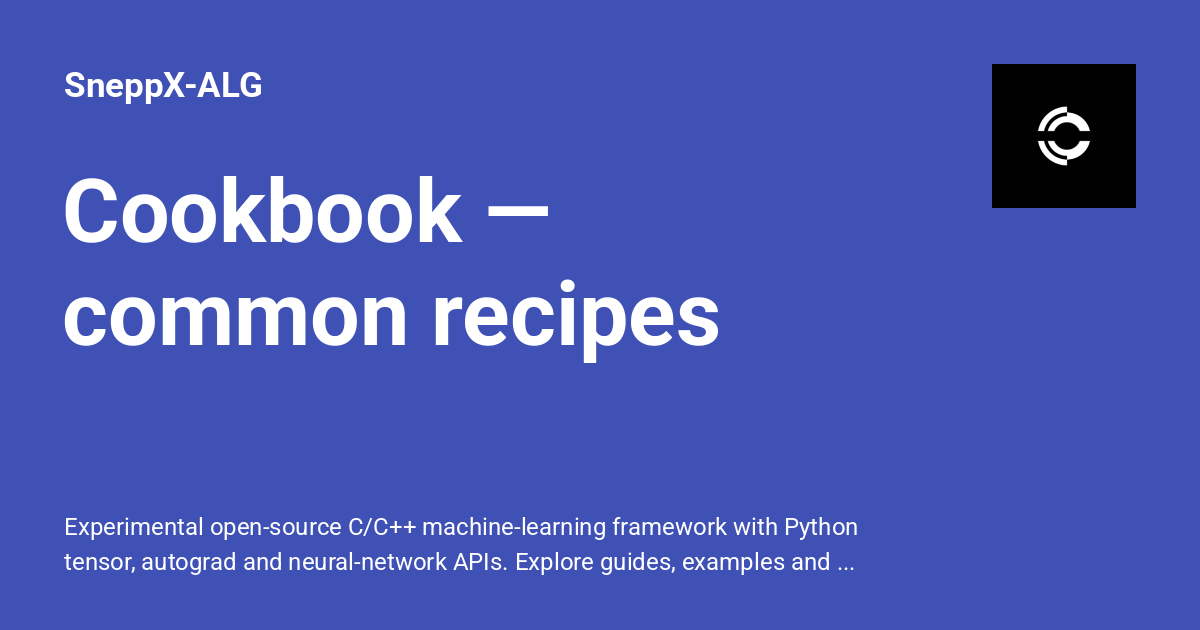 SneppX-ALG
Cookbook —
common recipes
Experimental open-source C/C++ machine-learning framework with Python
tensor, autograd and neural-network APIs. Explore guides, examples and ...